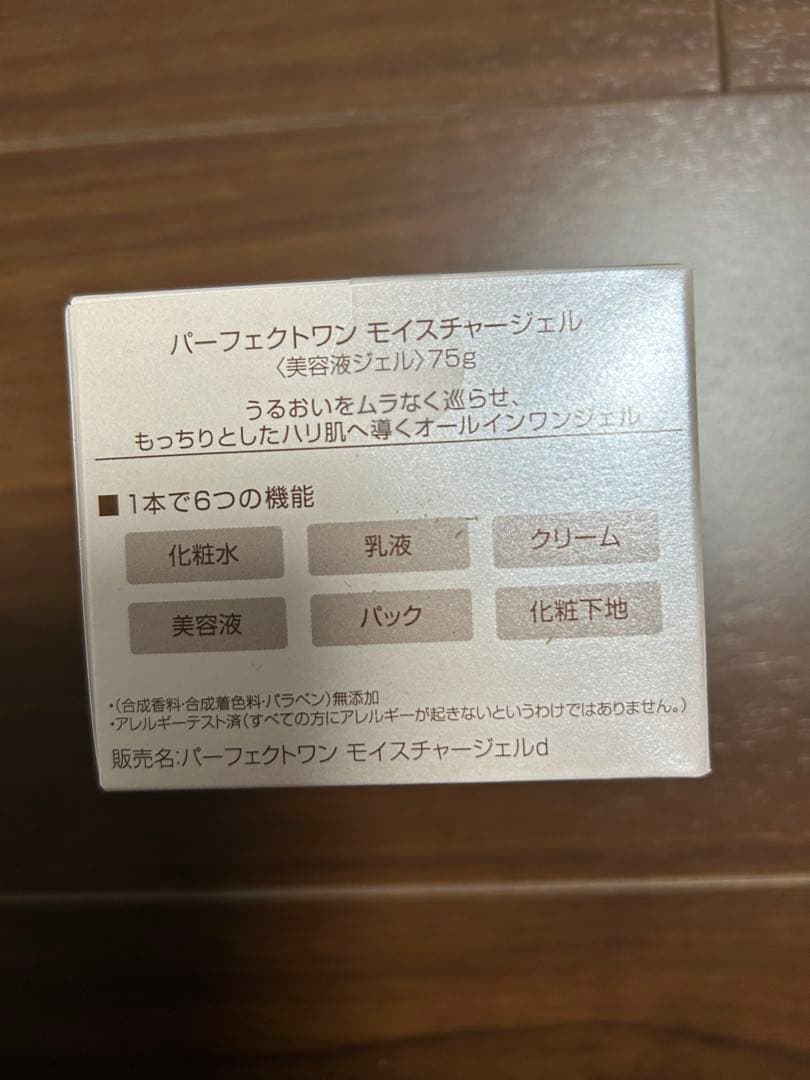 パーフェクトワン モイスチャージェル
〈美容液ジェル〉75g
うるおいをムラなく巡らせ、
もっちりとしたハリ肌へ導くオールインワンジェル
■1本で6つの機能
化粧水 乳液 クリーム
美容液 パック 化粧下地
・(合成香料・合成着色料・パラベン)無添加
・アレルギーテスト済(すべての方にアレルギーが起きないというわけではありません。)
販売名:パーフェクトワン モイスチャージェルd